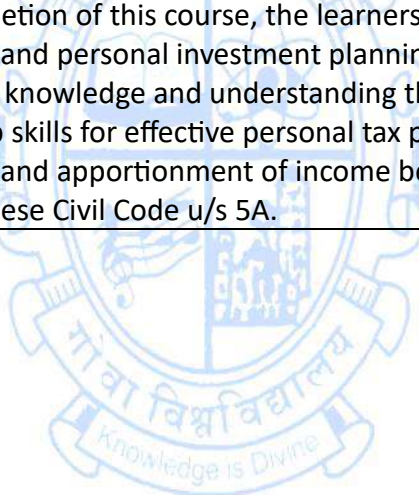 etion of this course, the learners
and personal investment plannin
knowledge and understanding th
o skills for effective personal tax p
and apportionment of income be
ese Civil Code u/s 5A.
गोंवा विश्वविद्यालय
Knowledge is Divine